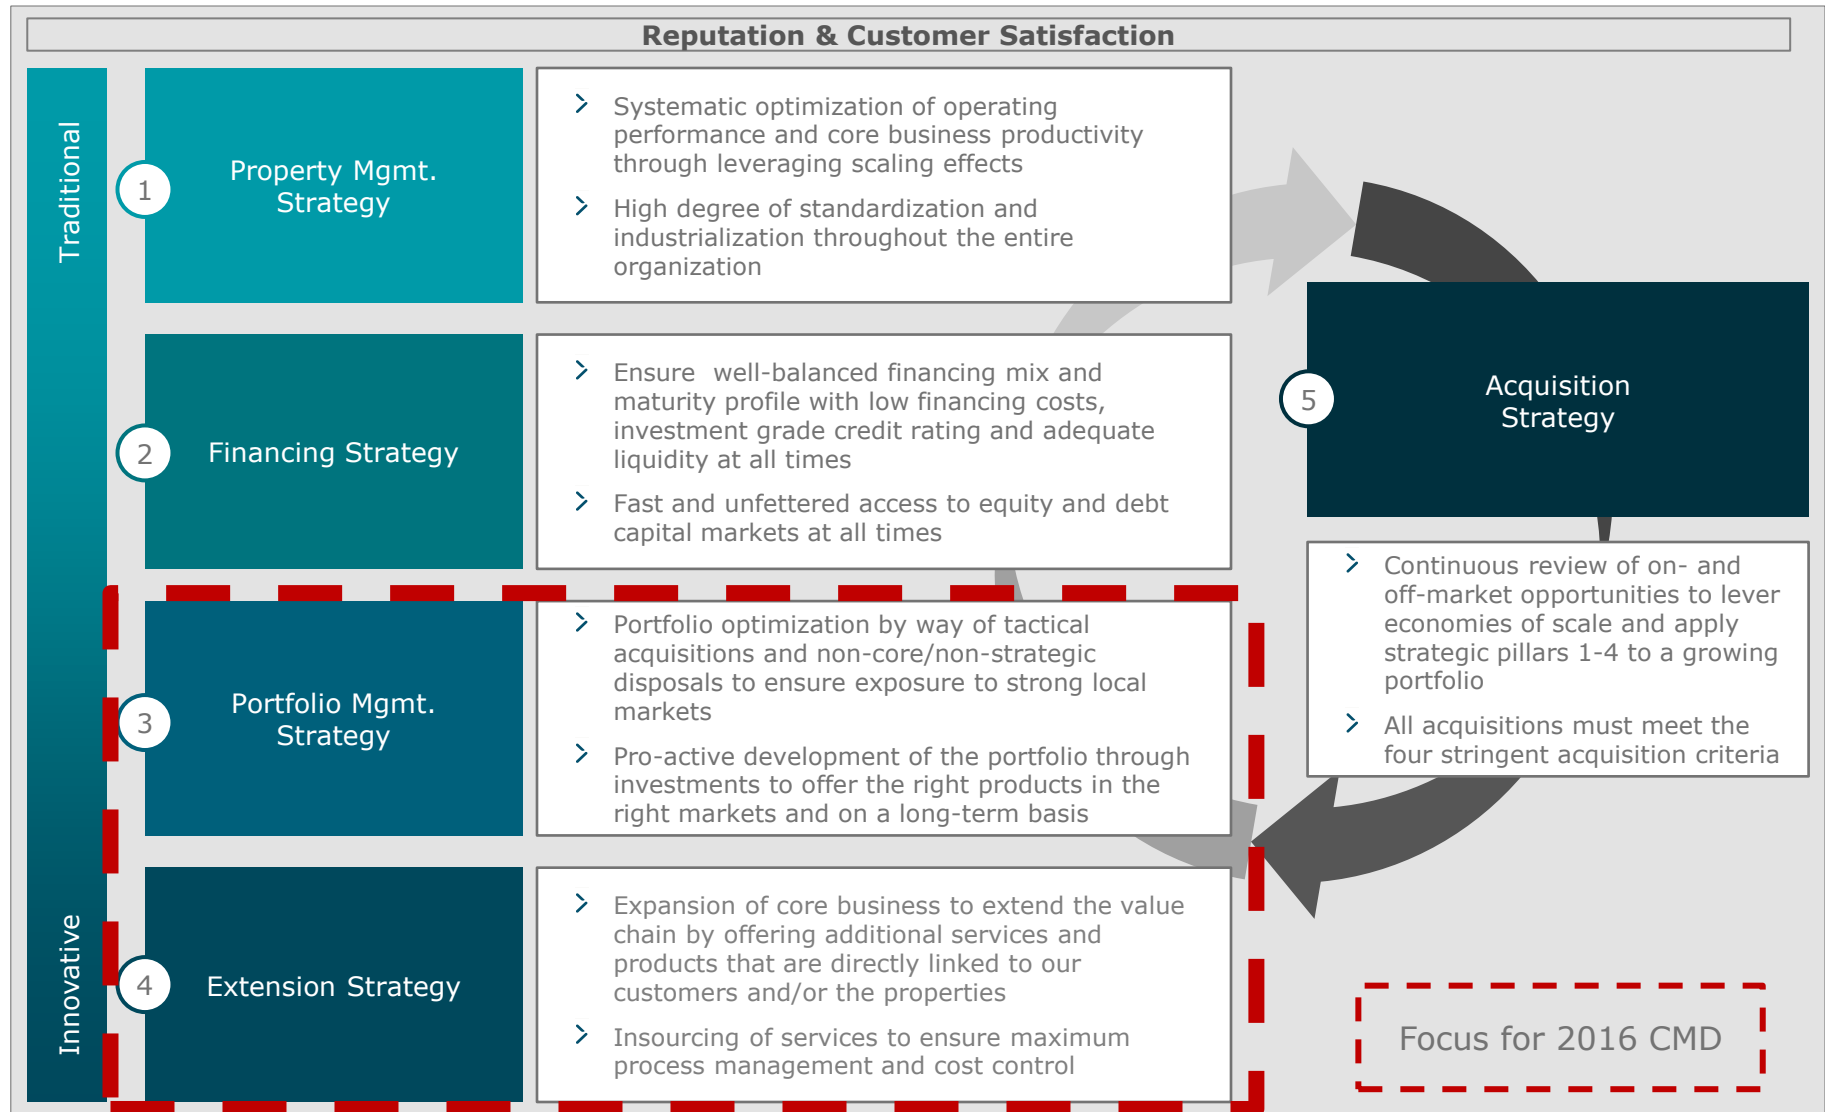 Reputation & Customer Satisfaction
Traditional
Innovative
1
Property Mgmt.
Strategy
Systematic optimization of operating
performance and core business productivity
through leveraging scaling effects
High degree of standardization and
industrialization throughout the entire
organization
2
Financing Strategy
Ensure well-balanced financing mix and
maturity profile with low financing costs,
investment grade credit rating and adequate
liquidity at all times
Fast and unfettered access to equity and debt
capital markets at all times
3
Portfolio Mgmt.
Strategy
Portfolio optimization by way of tactical
acquisitions and non-core/non-strategic
disposals to ensure exposure to strong local
markets
Pro-active development of the portfolio through
investments to offer the right products in the
right markets and on a long-term basis
4
Extension Strategy
Expansion of core business to extend the value
chain by offering additional services and
products that are directly linked to our
customers and/or the properties
Insourcing of services to ensure maximum
process management and cost control
5
Acquisition
Strategy
Continuous review of on- and
off-market opportunities to lever
economies of scale and apply
strategic pillars 1-4 to a growing
portfolio
All acquisitions must meet the
four stringent acquisition criteria
Focus for 2016 CMD